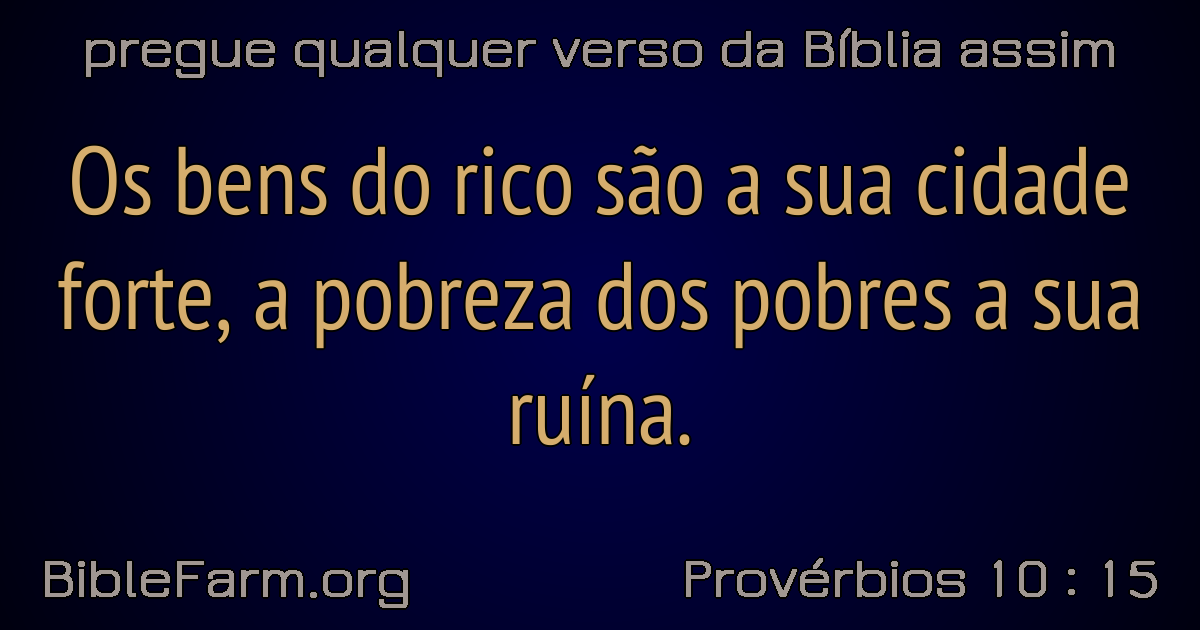 pregue qualquer verso da Bíblia assim
Os bens do rico são a sua cidade
forte, a pobreza dos pobres a sua
ruína.
BibleFarm.org
Provérbios 10 : 15